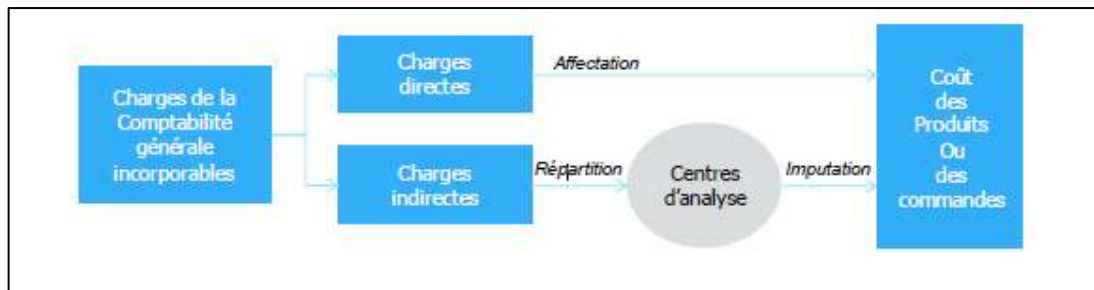 Charges de la
Comptabilité
générale
incorporables
Charges
directes
Affectation
Charges
indirectes
Répartition
Centres
d'analyse
Imputation
Coût
des
Produits
Ou
des
commandes